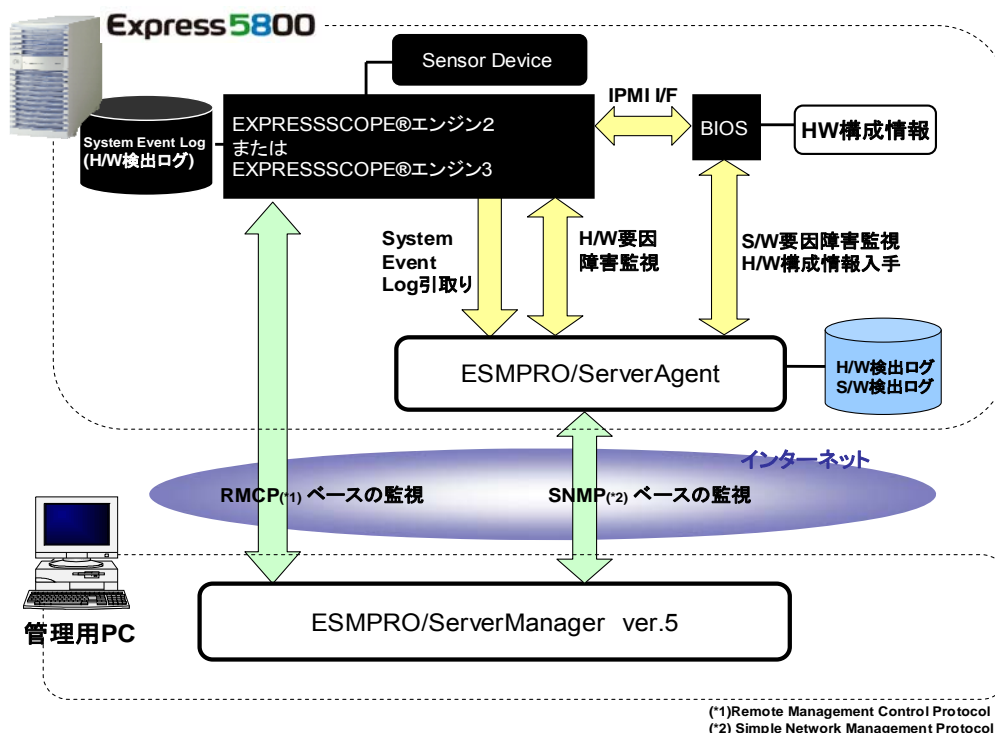 Express5800
Sensor Device
IPMI I/F
System Event Log
(H/W検出ログ)
EXPRESSSCOPE®エンジン2
または
EXPRESSSCOPE®エンジン3
BIOS
HW構成情報
System
Event
Log引取り
H/W要因
障害監視
S/W要因障害監視
H/W構成情報入手
ESMPRO/ServerAgent
H/W検出ログ
S/W検出ログ
インターネット
RMCP(*1) ベースの監視
SNMP(*2) ベースの監視
管理用PC
ESMPRO/ServerManager ver.5
(*1)Remote Management Control Protocol
(*2) Simple Network Management Protocol